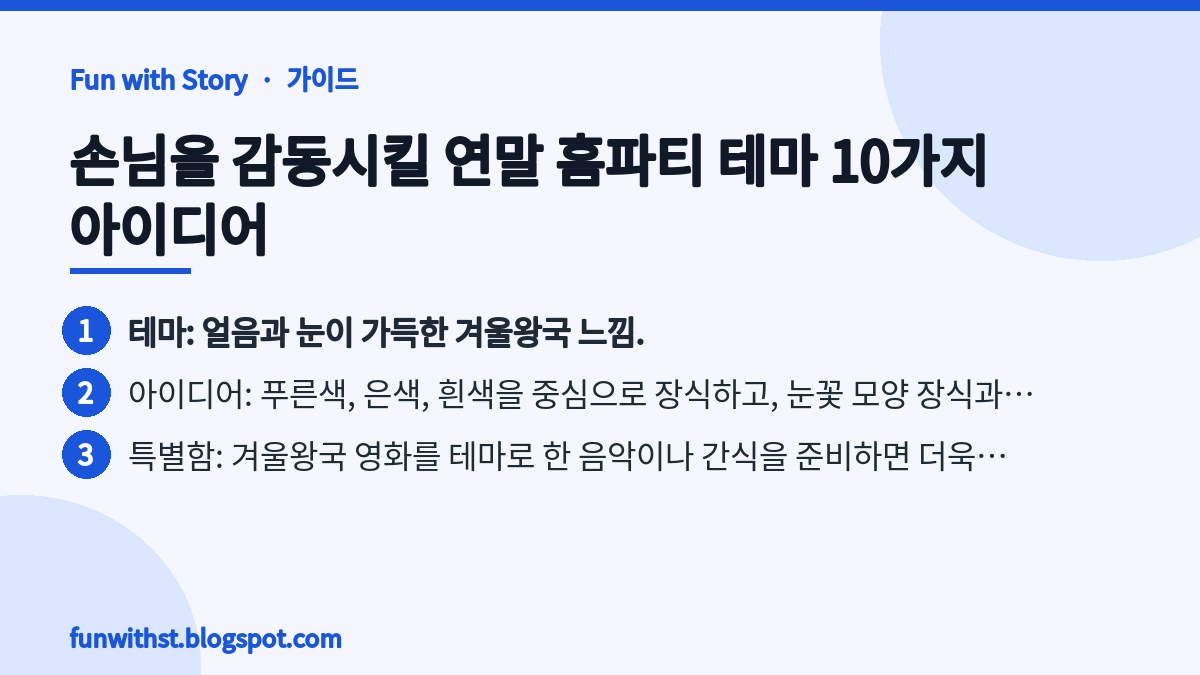 Fun with Story · 가이드
손님을 감동시킬 연말 홈파티 테마 10가지
아이디어
1 테마: 얼음과 눈이 가득한 겨울왕국 느낌.
2 아이디어: 푸른색, 은색, 흰색을 중심으로 장식하고, 눈꽃 모양 장식과…
3 특별함: 겨울왕국 영화를 테마로 한 음악이나 간식을 준비하면 더욱…
funwithst.blogspot.com